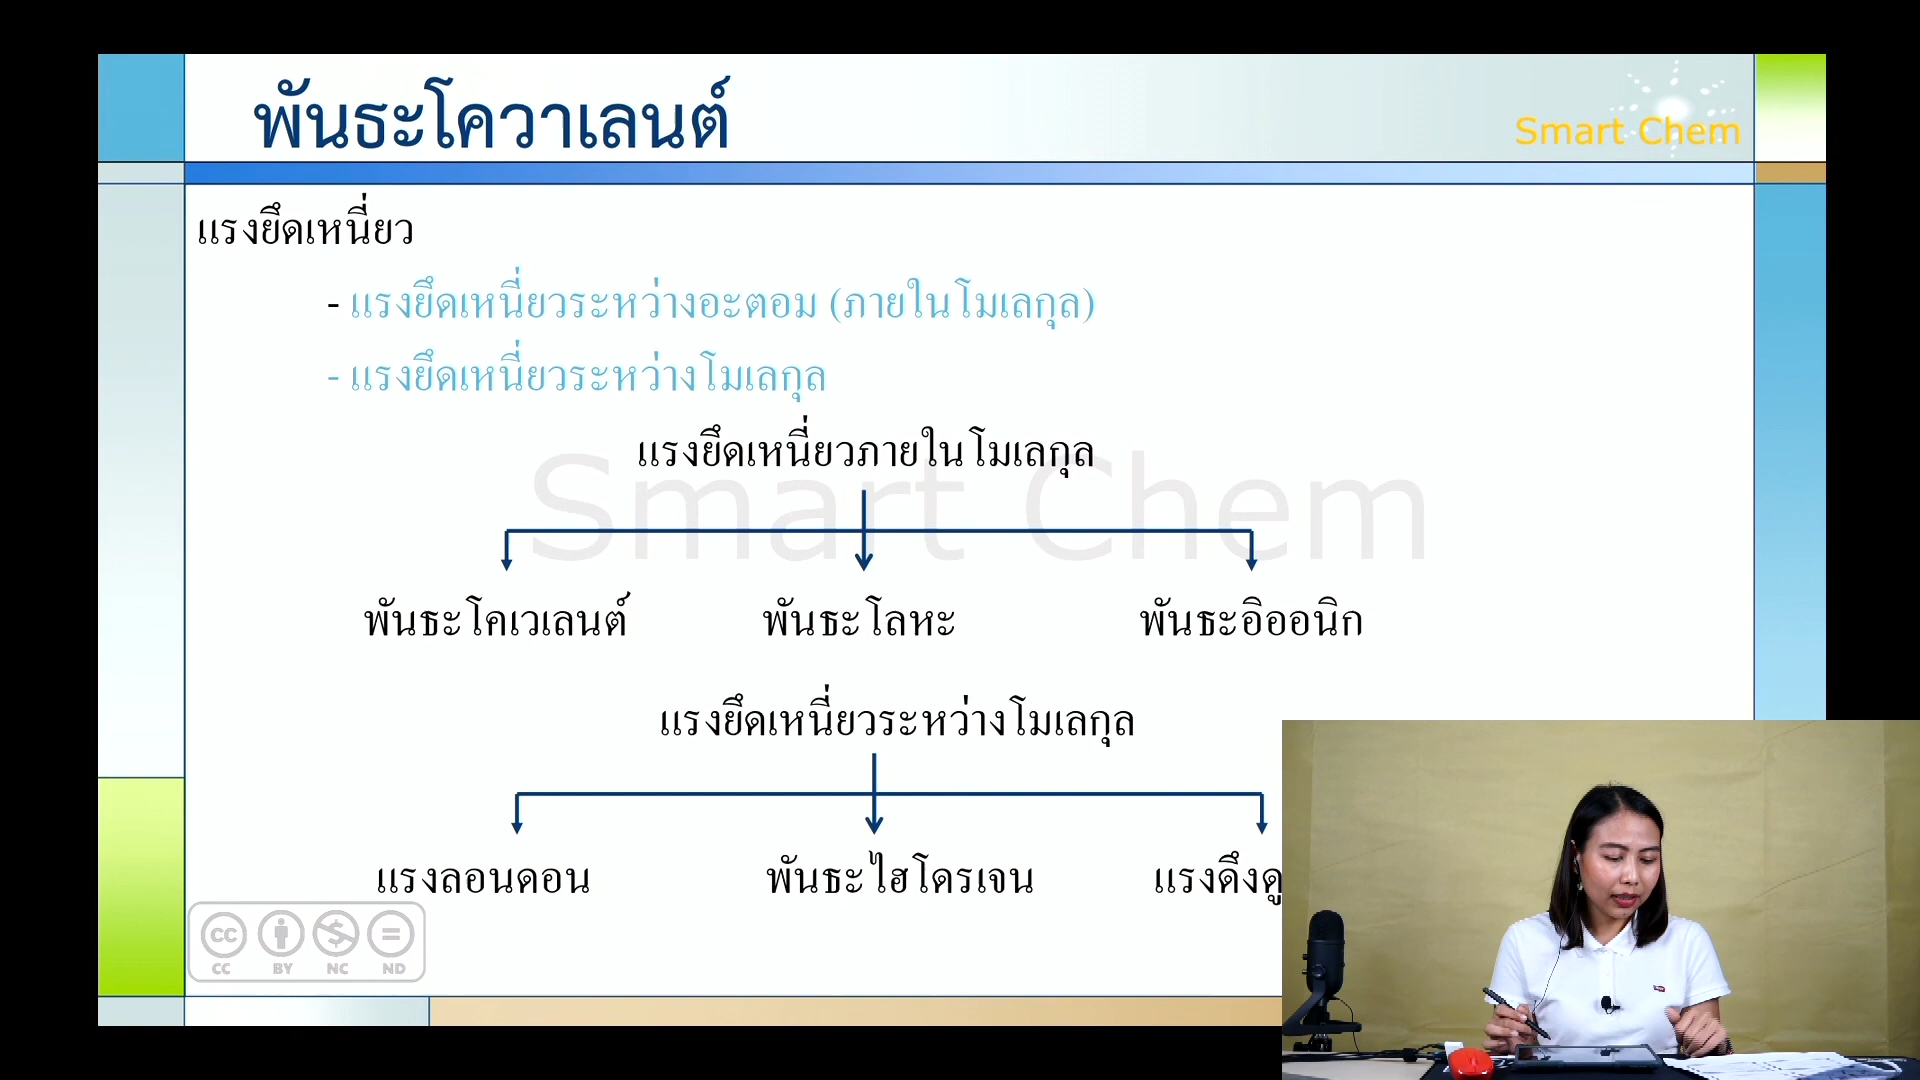 พันธะโควาเลนต์
Smart Chem
แรงยึดเหนี่ยว
- แรงยึดเหนี่ยวระหว่างอะตอม (ภายในโมเลกุล)
- แรงยึดเหนี่ยวระหว่างโมเลกุล
แรงยึดเหนี่ยวภายในโมเลกุล
Smart Chem
พันธะโคเวเลนต์ พันธะโลหะ พันธะอิออนิก
แรงยึดเหนี่ยวระหว่างโมเลกุล
แรงลอนดอน พันธะไฮโดรเจน แรงดึงดู
cc
CC BY NC ND